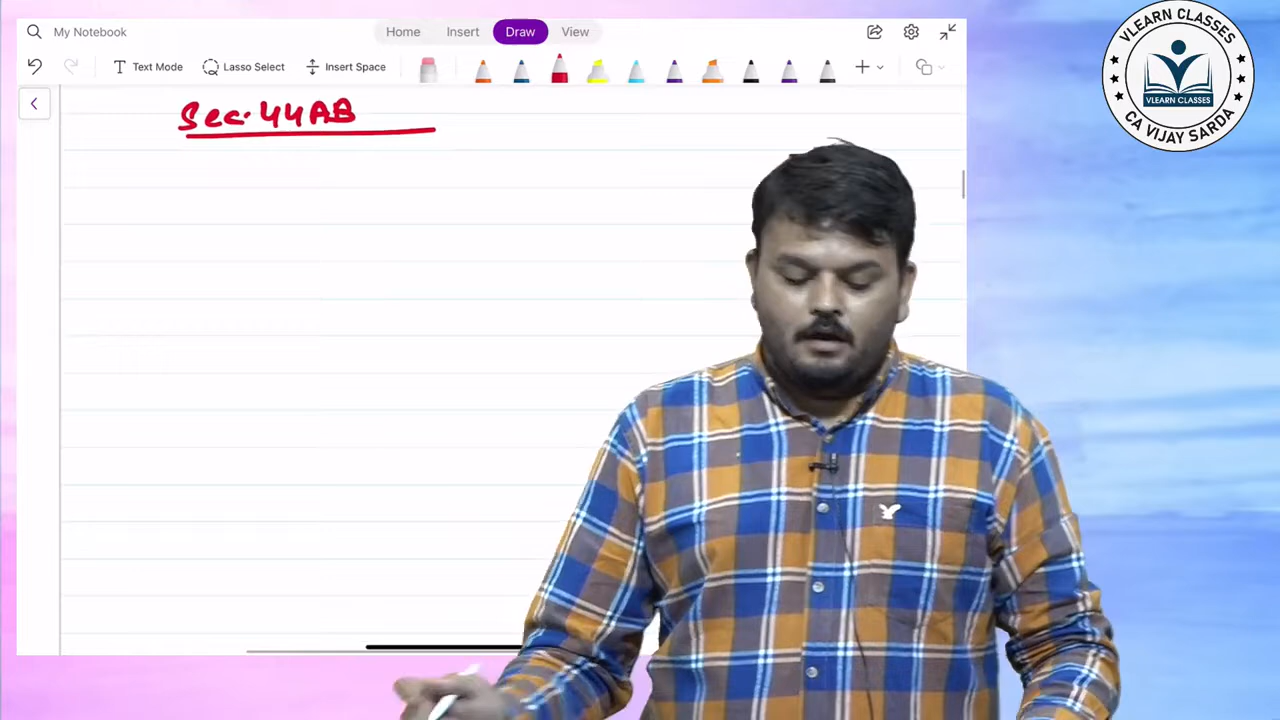 My Notebook
Home Insert Draw View
Text Mode Lasso Select Insert Space
Sec. 44AB
VLEARN CLASSES
VLEARN CLASSES
CA VIJAY SARDA